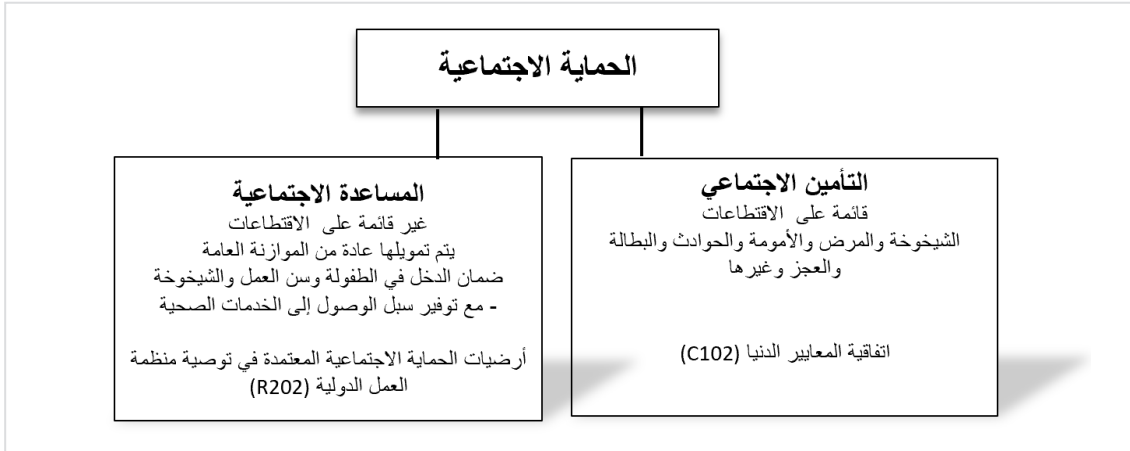 الحماية الاجتماعية
التأمين الاجتماعي
قائمة على الاقتطاعات
الشيخوخة والمرض والأمومة والحوادث والبطالة
والعجز وغيرها
اتفاقية المعايير الدنيا (C102)
المساعدة الاجتماعية
غير قائمة على الاقتطاعات
يتم تمويلها عادة من الموازنة العامة
ضمان الدخل في الطفولة وسن العمل والشيخوخة
- مع توفير سبل الوصول إلى الخدمات الصحية
أرضيات الحماية الاجتماعية المعتمدة في توصية منظمة
العمل الدولية (R202)